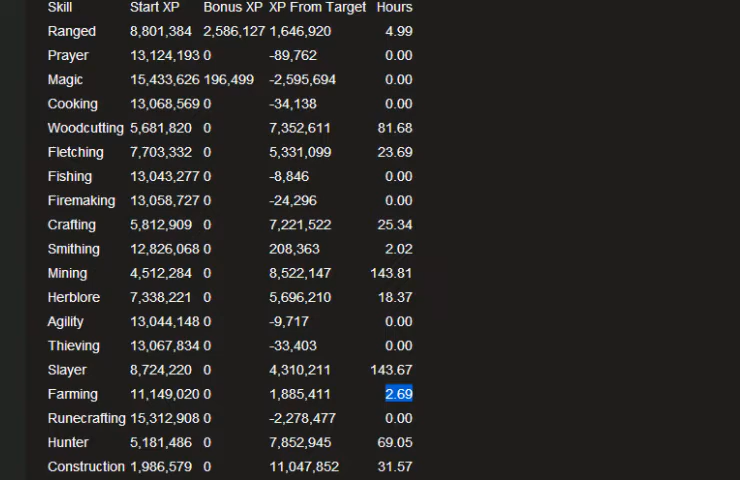 Skill Start XP Bonus XP XP From Target Hours
Ranged 8,801,384 2,586,127 1,646,920 4.99
Prayer 13,124,193 0 -89,762 0.00
Magic 15,433,626 196,499 -2,595,694 0.00
Cooking 13,068,569 0 -34,138 0.00
Woodcutting 5,681,820 0 7,352,611 81.68
Fletching 7,703,332 0 5,331,099 23.69
Fishing 13,043,277 0 -8,846 0.00
Firemaking 13,058,727 0 -24,296 0.00
Crafting 5,812,909 0 7,221,522 25.34
Smithing 12,826,068 0 208,363 2.02
Mining 4,512,284 0 8,522,147 143.81
Herblore 7,338,221 0 5,696,210 18.37
Agility 13,044,148 0 -9,717 0.00
Thieving 13,067,834 0 -33,403 0.00
Slayer 8,724,220 0 4,310,211 143.67
Farming 11,149,020 0 1,885,411 2.69
Runecrafting 15,312,908 0 -2,278,477 0.00
Hunter 5,181,486 0 7,852,945 69.05
Construction 1,986,579 0 11,047,852 31.57